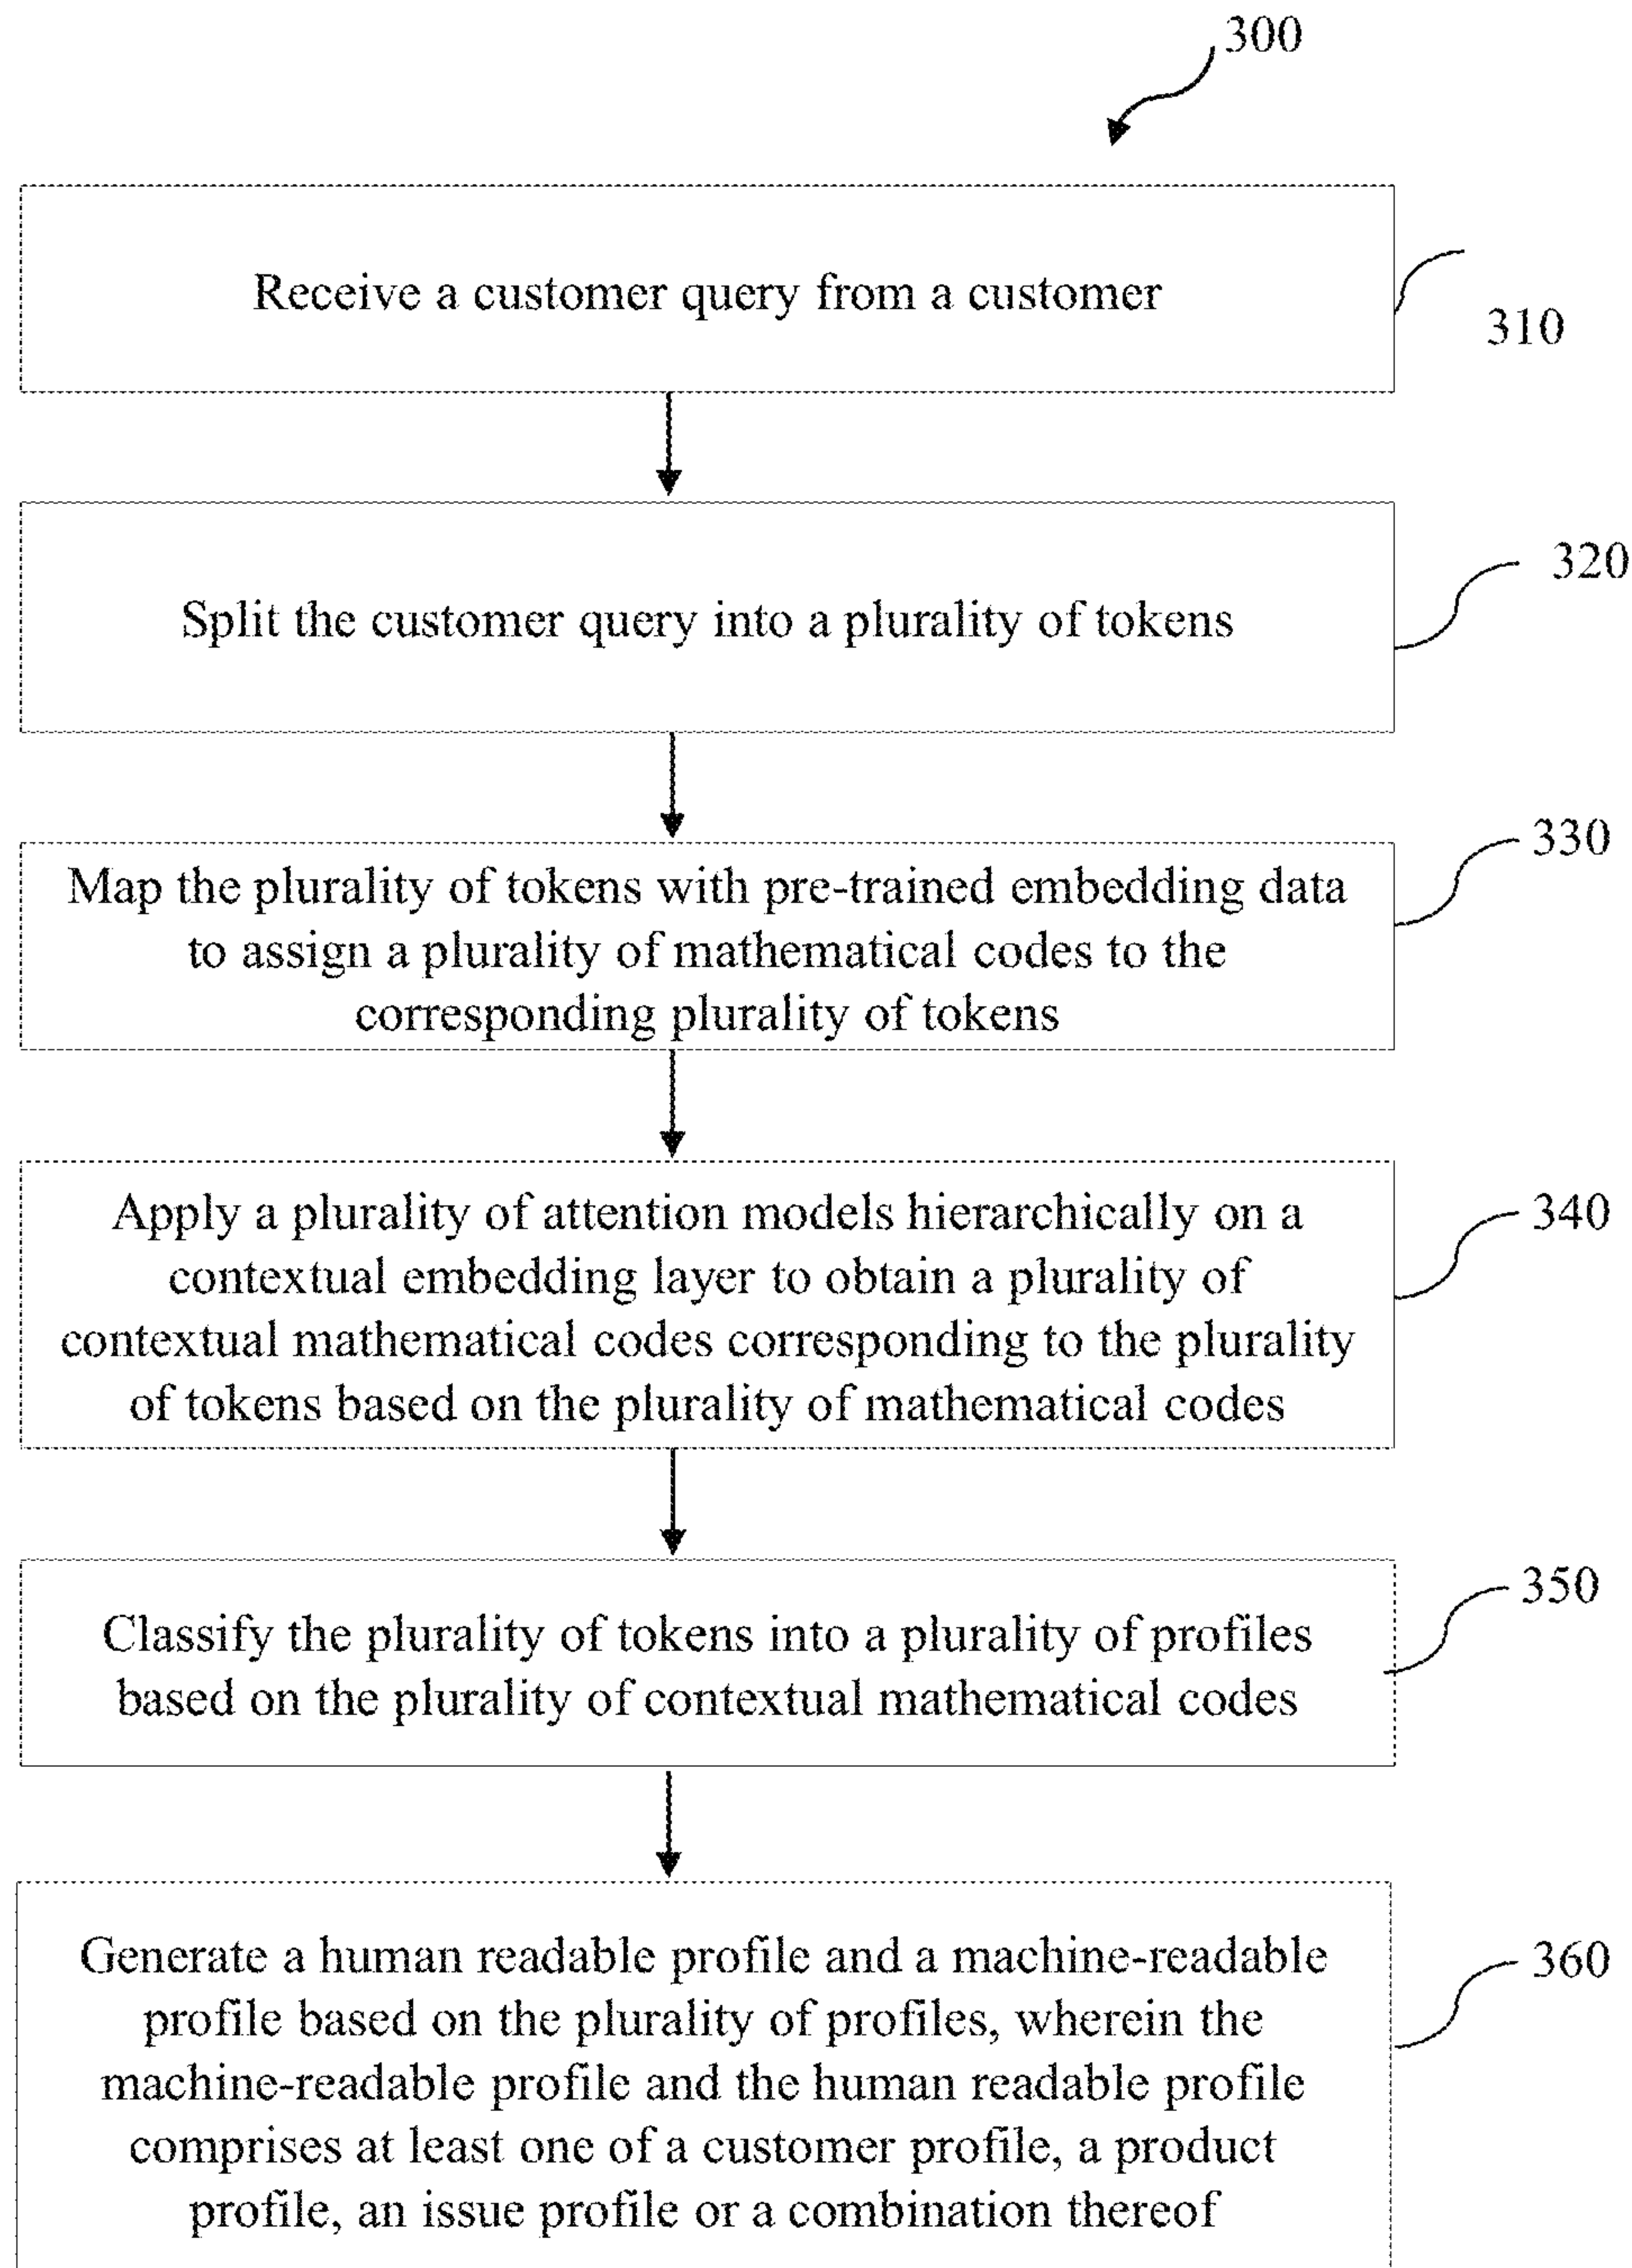 300
Receive a customer query from a customer
310
Split the customer query into a plurality of tokens
320
Map the plurality of tokens with pre-trained embedding data
to assign a plurality of mathematical codes to the
corresponding plurality of tokens
330
Apply a plurality of attention models hierarchically on a
contextual embedding layer to obtain a plurality of
contextual mathematical codes corresponding to the plurality
of tokens based on the plurality of mathematical codes
340
Classify the plurality of tokens into a plurality of profiles
based on the plurality of contextual mathematical codes
350
Generate a human readable profile and a machine-readable
profile based on the plurality of profiles, wherein the
machine-readable profile and the human readable profile
comprises at least one of a customer profile, a product
profile, an issue profile or a combination thereof
360